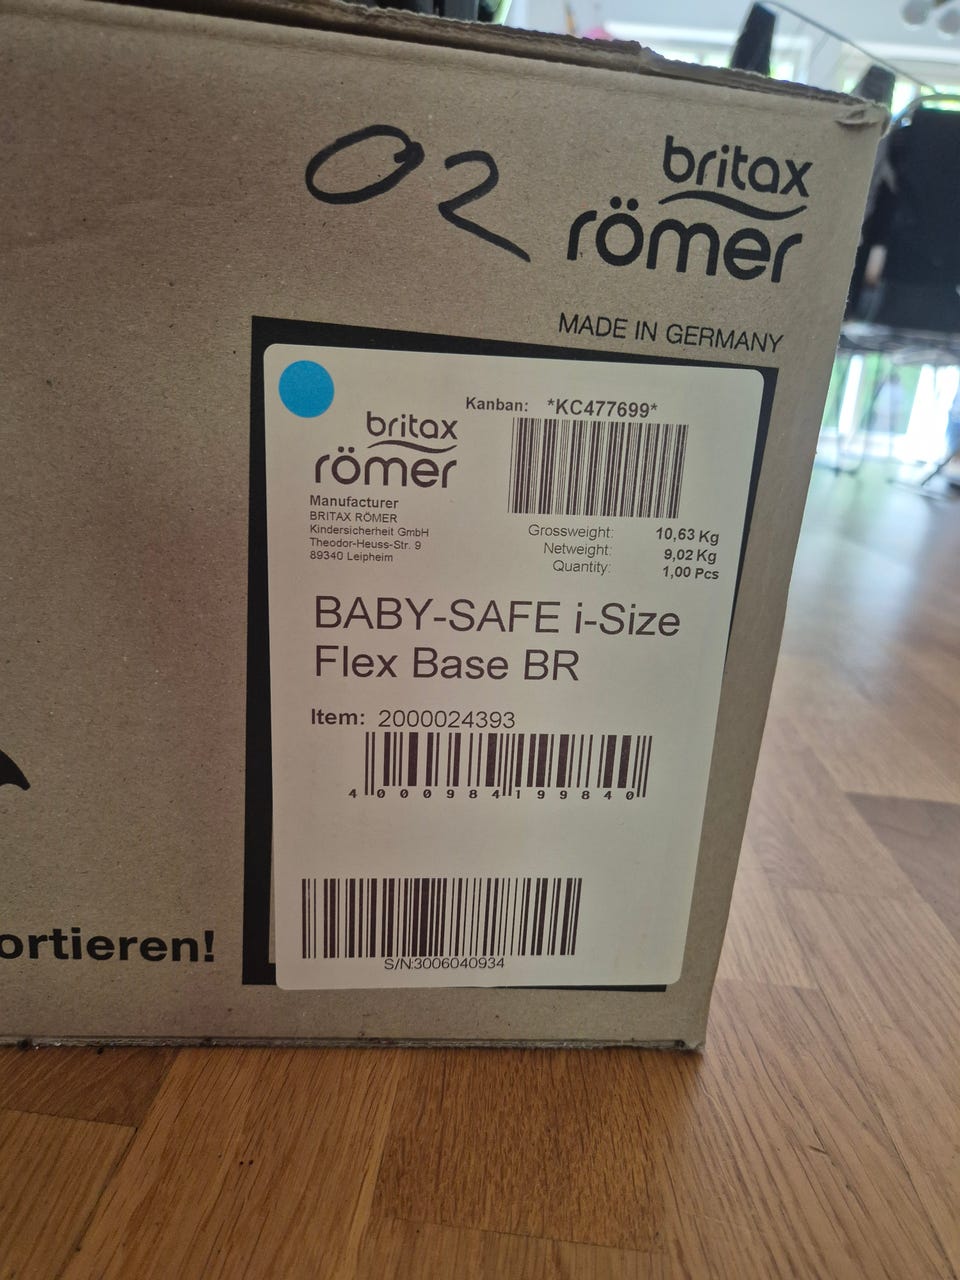 02
britax
römer
MADE IN GERMANY
Kanban: *KC477699*
britax
römer
Manufacturer
BRITAX RÖMER
Kindersicherheit GmbH
Theodor-Heuss-Str. 9
89340 Leipheim
Grossweight: 10,63 Kg
Netweight: 9,02 Kg
Quantity: 1,00 Pcs
BABY-SAFE i-Size
Flex Base BR
Item: 2000024393
4000984199840
S/N:3006040934
ortieren!